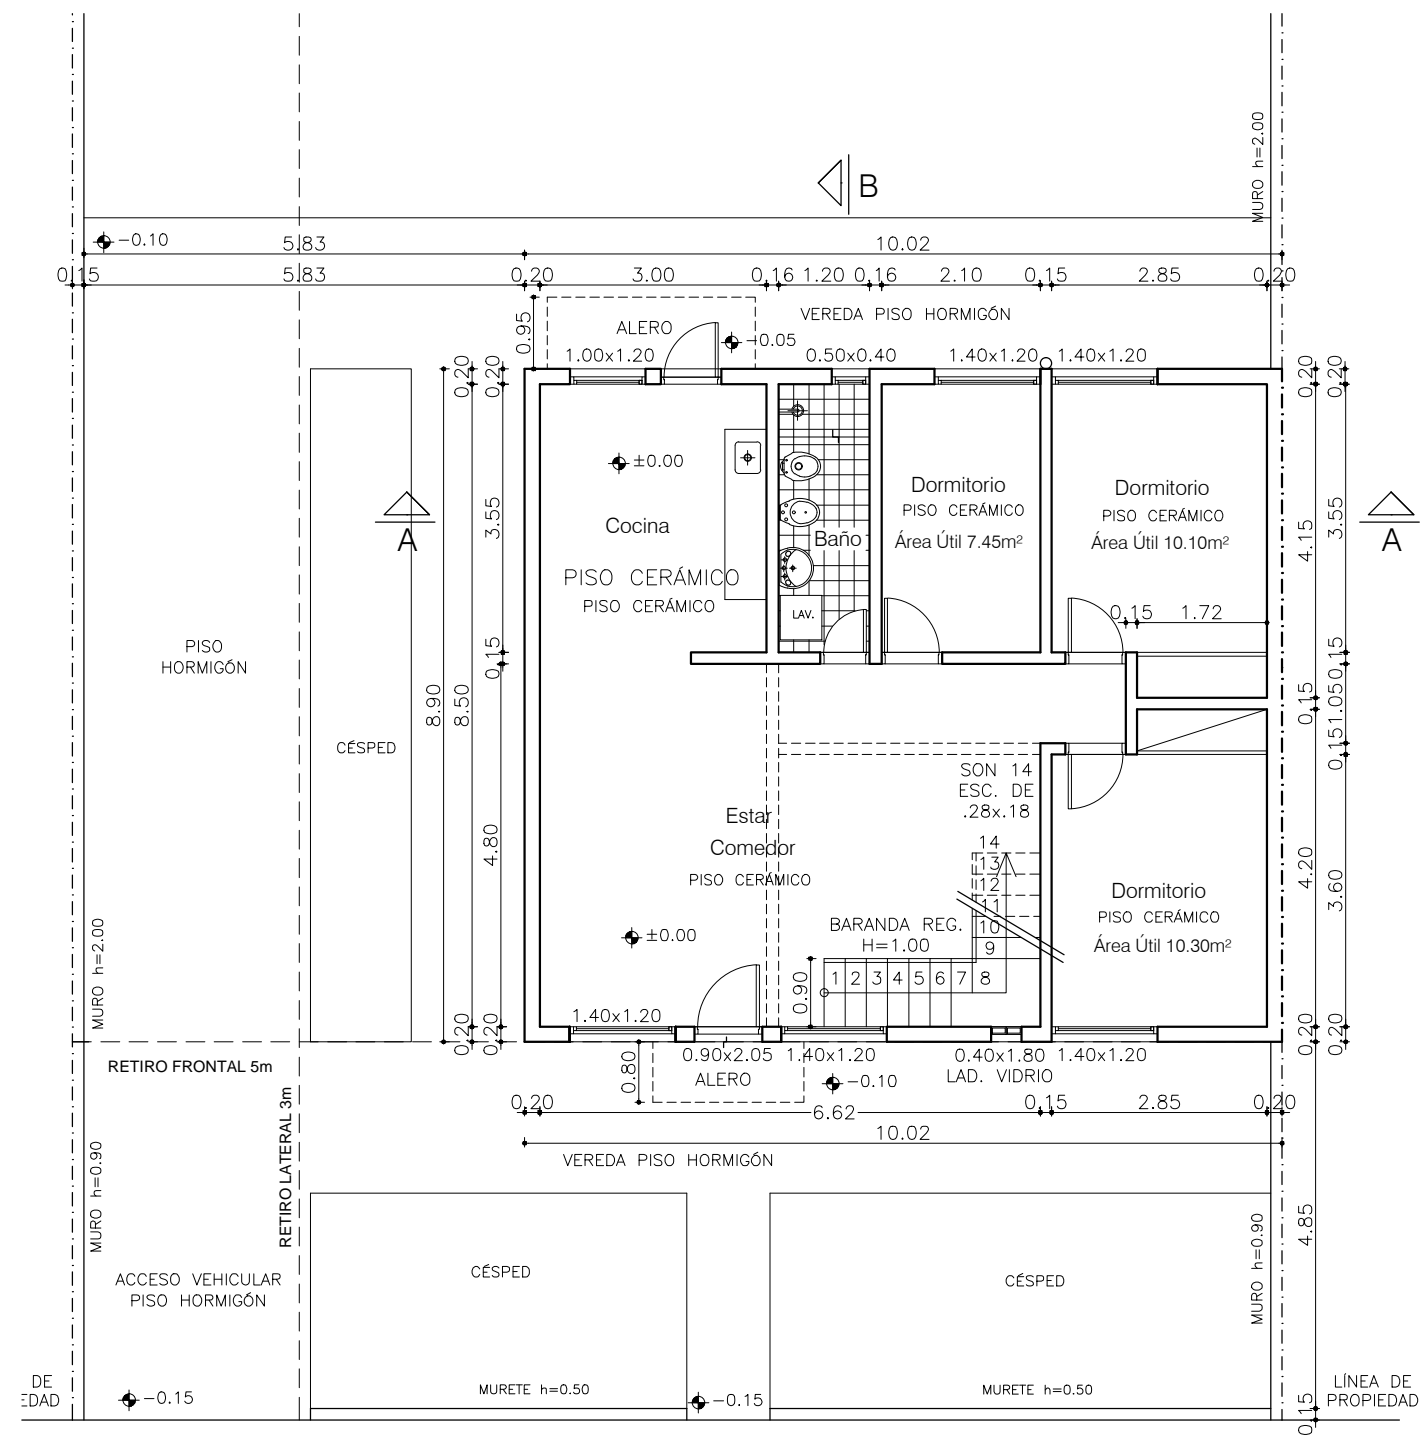 MURO h=2.00
B
−0.10
5.83
10.02
0.15
5.83
0.20
3.00
0.16
1.20
0.16
2.10
0.15
2.85
0.20
0.95
ALERO
−0.05
VEREDA PISO HORMIGÓN
1.00x1.20
0.50x0.40
1.40x1.20
1.40x1.20
0.20
0.20
0.20
0.20
±0.00
Cocina
PISO CERÁMICO
PISO CERÁMICO
Baño
LAV.
Dormitorio
PISO CERÁMICO
Área Útil 7.45m²
Dormitorio
PISO CERÁMICO
Área Útil 10.10m²
A
A
3.55
4.15
3.55
0.15
1.72
PISO
HORMIGÓN
0.15
0.15
8.90
8.50
0.15
1.05
0.15
CÉSPED
SON 14
ESC. DE
.28x.18
Estar
Comedor
PISO CERÁMICO
4.80
14
13
12
11
10
9
1
2
3
4
5
6
7
8
BARANDA REG.
H=1.00
0.90
±0.00
Dormitorio
PISO CERÁMICO
Área Útil 10.30m²
4.20
3.60
MURO h=2.00
1.40x1.20
0.20
0.20
0.20
0.20
0.80
0.90x2.05
1.40x1.20
0.40x1.80
1.40x1.20
ALERO
−0.10
LAD. VIDRIO
RETIRO FRONTAL 5m
0.20
6.62
0.15
2.85
0.20
10.02
VEREDA PISO HORMIGÓN
RETIRO LATERAL 3m
MURO h=0.90
MURO h=0.90
4.85
ACCESO VEHICULAR
PISO HORMIGÓN
CÉSPED
CÉSPED
DE
EDAD
−0.15
MURETE h=0.50
−0.15
MURETE h=0.50
0.15
LÍNEA DE
PROPIEDAD